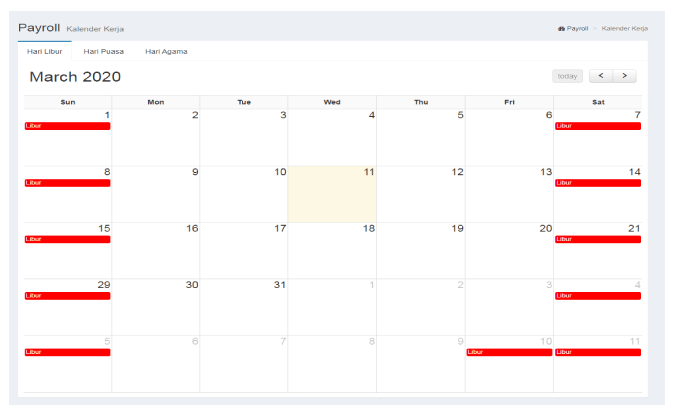 Payroll Kalender Kerja Payroll > Kalender Kerja
Hari Libur Hari Puasa Hari Agama
March 2020 today < >
Sun Mon Tue Wed Thu Fri Sat
1 2 3 4 5 6 7
Libur Libur
8 9 10 11 12 13 14
Libur Libur
15 16 17 18 19 20 21
Libur Libur
29 30 31 1 2 3 4
Libur Libur
5 6 7 8 9 10 11
Libur Libur Libur